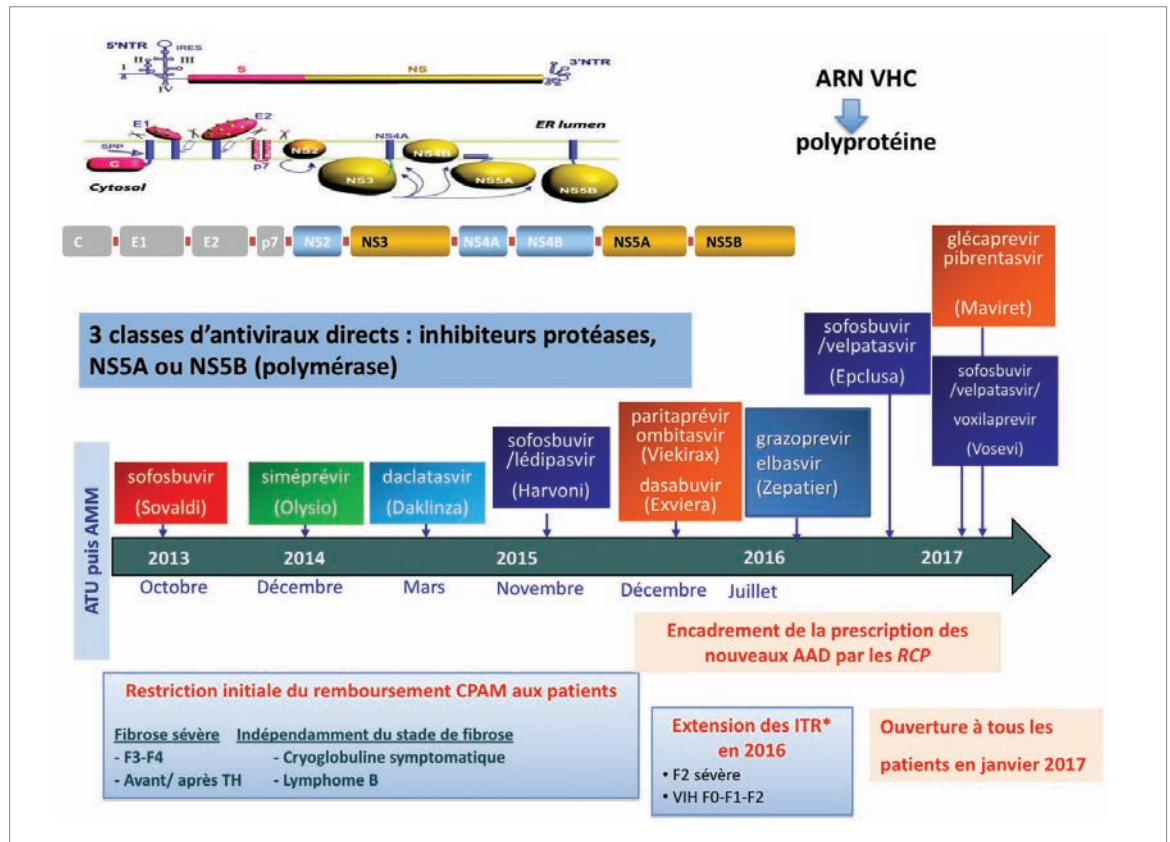 5'NTR
IRES
II
III
I
IV
S
NS
3'NTR
E1
E2
ER lumen
SPP
C
p7
NS2
NS4A
NS4B
NS3
NS5A
NS5B
Cytosol
ARN VHC
polyprotéine
C
E1
E2
p7
NS2
NS3
NS4A
NS4B
NS5A
NS5B
3 classes d'antiviraux directs : inhibiteurs protéases,
NS5A ou NS5B (polymérase)
glécaprevir
pibrentasvir
(Maviret)
sofosbuvir
/velpatasvir
(Epclusa)
sofosbuvir
/velpatasvir/
voxilaprevir
(Vosevi)
paritaprévir
ombitasvir
(Viekirax)
dasabuvir
(Exviera)
grazoprevir
elbasvir
(Zepatier)
sofosbuvir
/lédipasvir
(Harvoni)
sofosbuvir
(Sovaldi)
siméprévir
(Olysio)
daclatasvir
(Daklinza)
ATU puis AMM
2013
2014
2015
2016
2017
Octobre
Décembre
Mars
Novembre
Décembre
Juillet
Encadrement de la prescription des
nouveaux AAD par les RCP
Restriction initiale du remboursement CPAM aux patients
Fibrose sévère
Indépendamment du stade de fibrose
- F3-F4
- Cryoglobuline symptomatique
- Avant/ après TH
- Lymphome B
Extension des ITR*
en 2016
• F2 sévère
• VIH F0-F1-F2
Ouverture à tous les
patients en janvier 2017